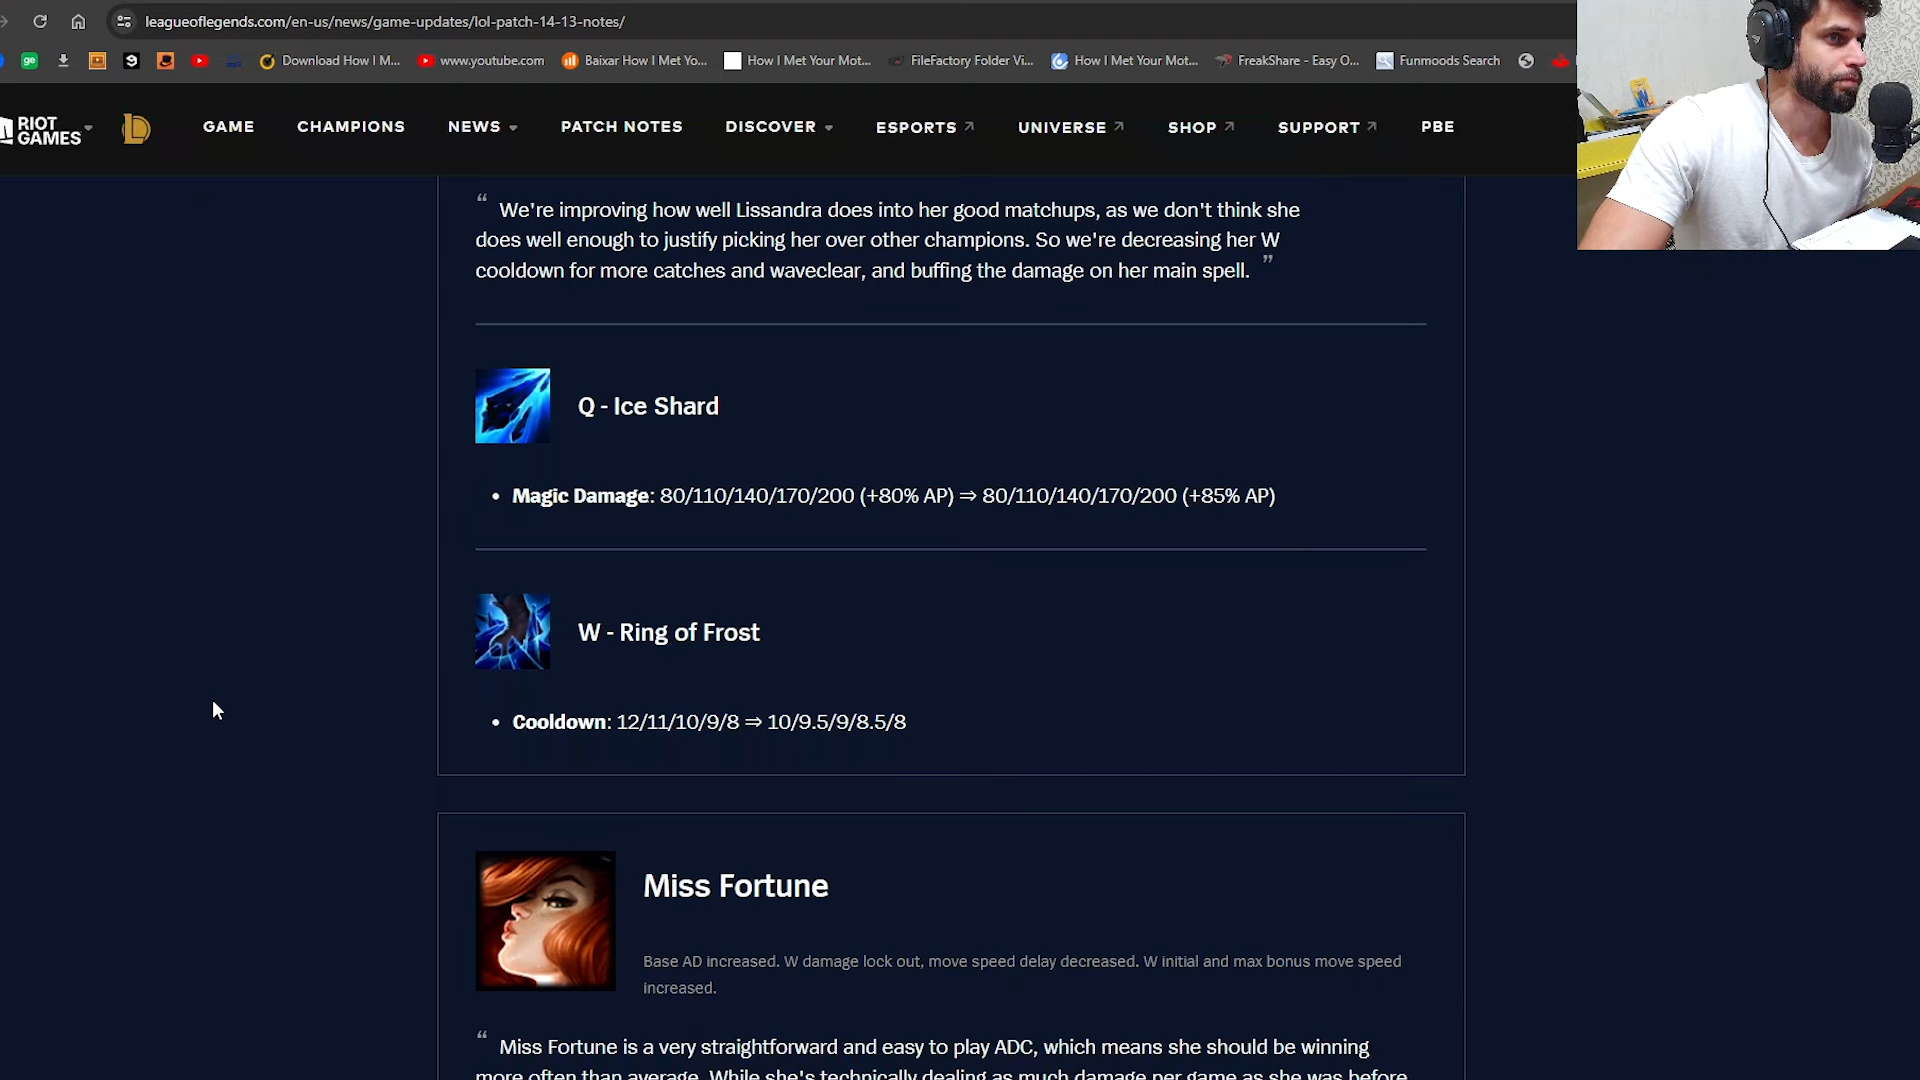 leagueoflegends.com/en-us/news/game-updates/lol-patch-14-13-notes/
Download How I M...
www.youtube.com
Baixar How I Met Yo...
How I Met Your Mot...
FileFactory Folder Vi...
How I Met Your Mot...
FreakShare - Easy O...
Funmoods Search
RIOT
GAMES
GAME
CHAMPIONS
NEWS
PATCH NOTES
DISCOVER
ESPORTS
UNIVERSE
SHOP
SUPPORT
PBE
“ We're improving how well Lissandra does into her good matchups, as we don't think she
does well enough to justify picking her over other champions. So we're decreasing her W
cooldown for more catches and waveclear, and buffing the damage on her main spell. ”
Q - Ice Shard
• Magic Damage: 80/110/140/170/200 (+80% AP) ⇒ 80/110/140/170/200 (+85% AP)
W - Ring of Frost
• Cooldown: 12/11/10/9/8 ⇒ 10/9.5/9/8.5/8
Miss Fortune
Base AD increased. W damage lock out, move speed delay decreased. W initial and max bonus move speed
increased.
“ Miss Fortune is a very straightforward and easy to play ADC, which means she should be winning
more often than average. While she's technically dealing as much damage per game as she was before